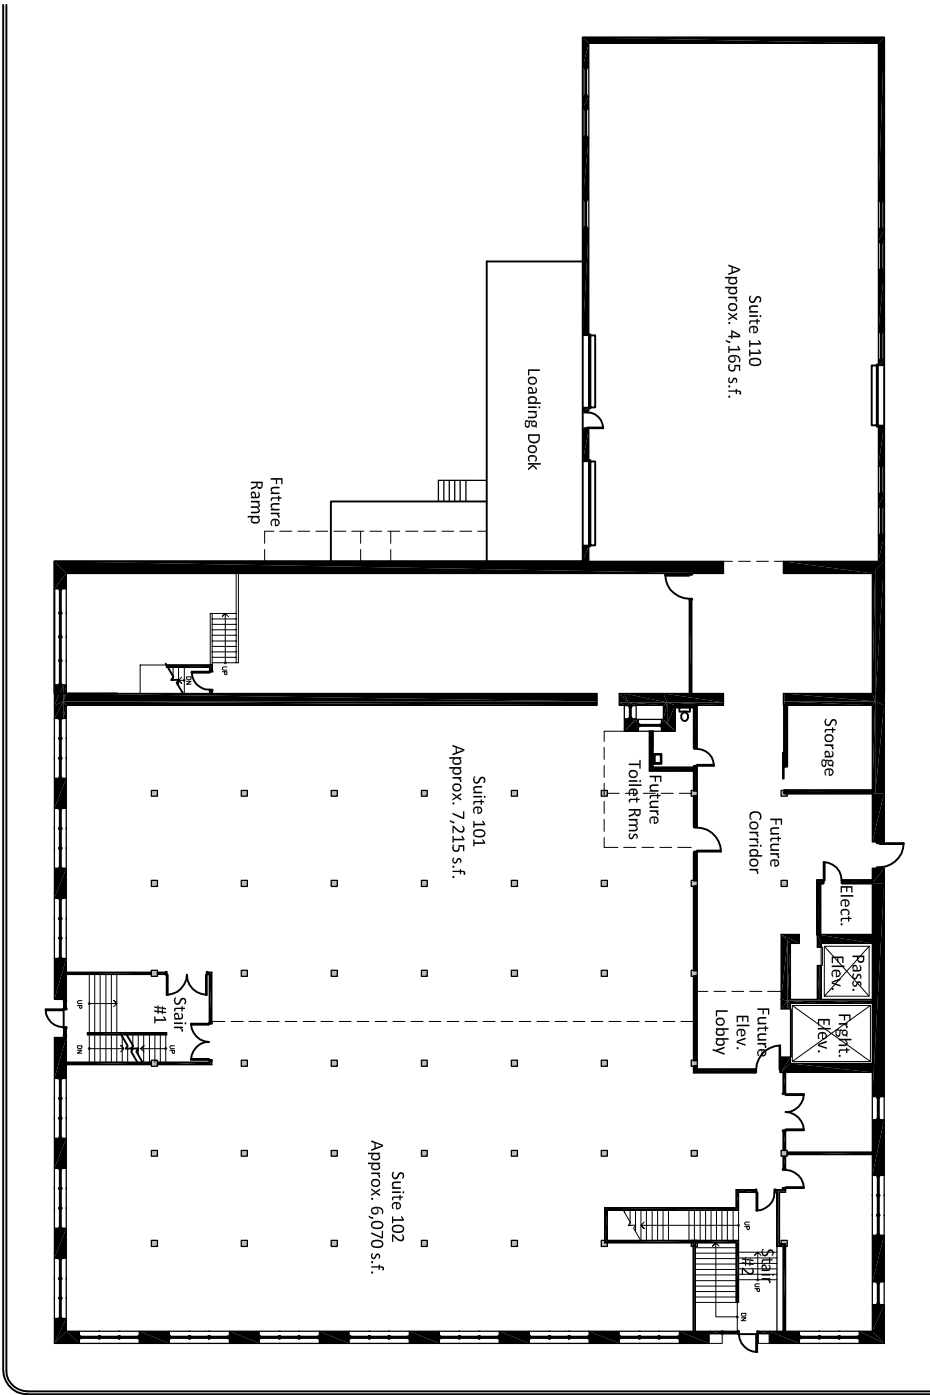 Suite 110
Approx. 4,165 s.f.
Loading Dock
Future
Ramp
UP
DN
Storage
Suite 101
Approx. 7,215 s.f.
Future
Toilet Rms
Future
Corridor
Elect.
Pass.
Elev.
Frght.
Elev.
Future
Elev.
Lobby
Stair
#1
UP
DN
UP
Suite 102
Approx. 6,070 s.f.
UP
Stair
#2
UP
DN